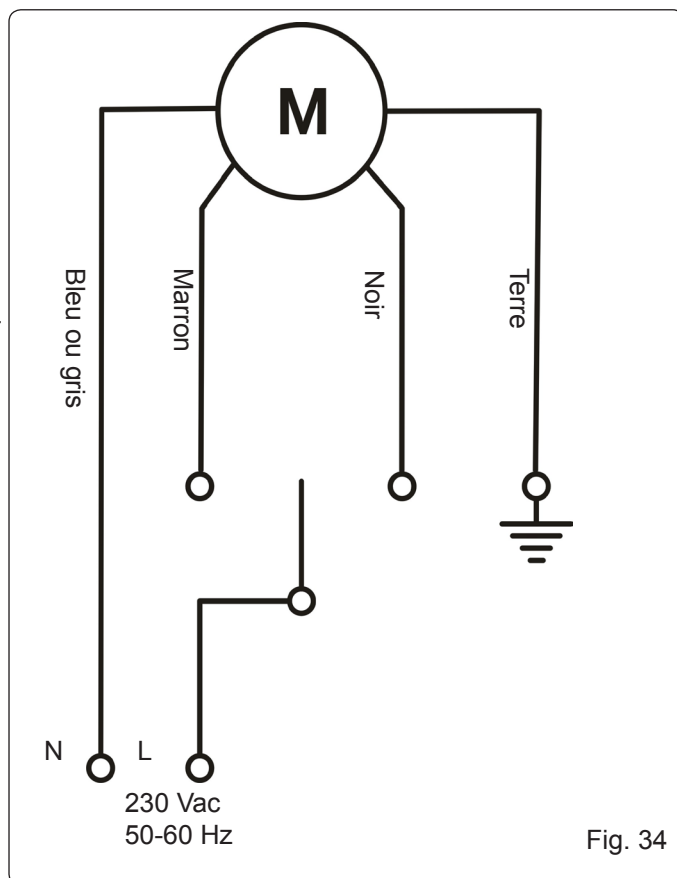 M
Bleu ou gris
Marron
Noir
Terre
N
L
230 Vac
50-60 Hz
Fig. 34